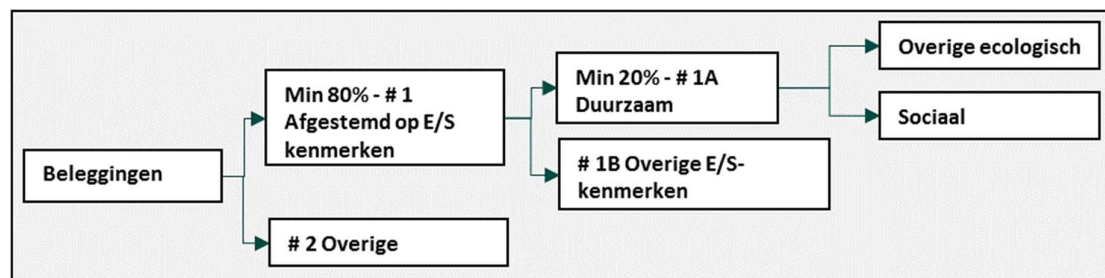 Beleggingen
Min 80% - # 1
Afgestemd op E/S
kenmerken
# 2 Overige
Min 20% - # 1A
Duurzaam
# 1B Overige E/S-
kenmerken
Overige ecologisch
Sociaal